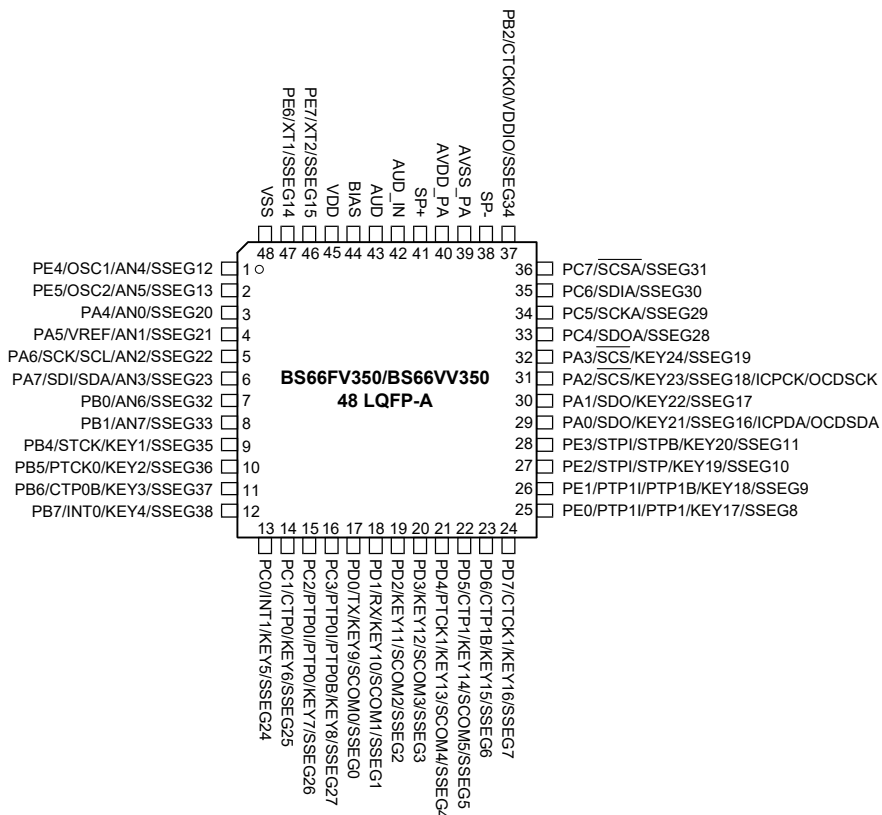 PB2/CTCK0/VDDIO/SSEG34
SP-
AVSS_PA
AVDD_PA
SP+
AUD_IN
AUD
BIAS
VDD
PE7/XT2/SSEG15
PE6/XT1/SSEG14
VSS
48 47 46 45 44 43 42 41 40 39 38 37
PE4/OSC1/AN4/SSEG12 1
PE5/OSC2/AN5/SSEG13 2
PA4/AN0/SSEG20 3
PA5/VREF/AN1/SSEG21 4
PA6/SCK/SCL/AN2/SSEG22 5
PA7/SDI/SDA/AN3/SSEG23 6
PB0/AN6/SSEG32 7
PB1/AN7/SSEG33 8
PB4/STCK/KEY1/SSEG35 9
PB5/PTCK0/KEY2/SSEG36 10
PB6/CTP0B/KEY3/SSEG37 11
PB7/INT0/KEY4/SSEG38 12
BS66FV350/BS66VV350
48 LQFP-A
36 PC7/SCSA/SSEG31
35 PC6/SDIA/SSEG30
34 PC5/SCKA/SSEG29
33 PC4/SDOA/SSEG28
32 PA3/SCS/KEY24/SSEG19
31 PA2/SCS/KEY23/SSEG18/ICPCK/OCDSCK
30 PA1/SDO/KEY22/SSEG17
29 PA0/SDO/KEY21/SSEG16/ICPDA/OCDSDA
28 PE3/STPI/STPB/KEY20/SSEG11
27 PE2/STPI/STP/KEY19/SSEG10
26 PE1/PTP1I/PTP1B/KEY18/SSEG9
25 PE0/PTP1I/PTP1/KEY17/SSEG8
13 14 15 16 17 18 19 20 21 22 23 24
PC0/INT1/KEY5/SSEG24
PC1/CTP0/KEY6/SSEG25
PC2/PTP0I/PTP0/KEY7/SSEG26
PC3/PTP0I/PTP0B/KEY8/SSEG27
PD0/TX/KEY9/SCOM0/SSEG0
PD1/RX/KEY10/SCOM1/SSEG1
PD2/KEY11/SCOM2/SSEG2
PD3/KEY12/SCOM3/SSEG3
PD4/PTCK1/KEY13/SCOM4/SSEG4
PD5/CTP1/KEY14/SCOM5/SSEG5
PD6/CTP1B/KEY15/SSEG6
PD7/CTCK1/KEY16/SSEG7